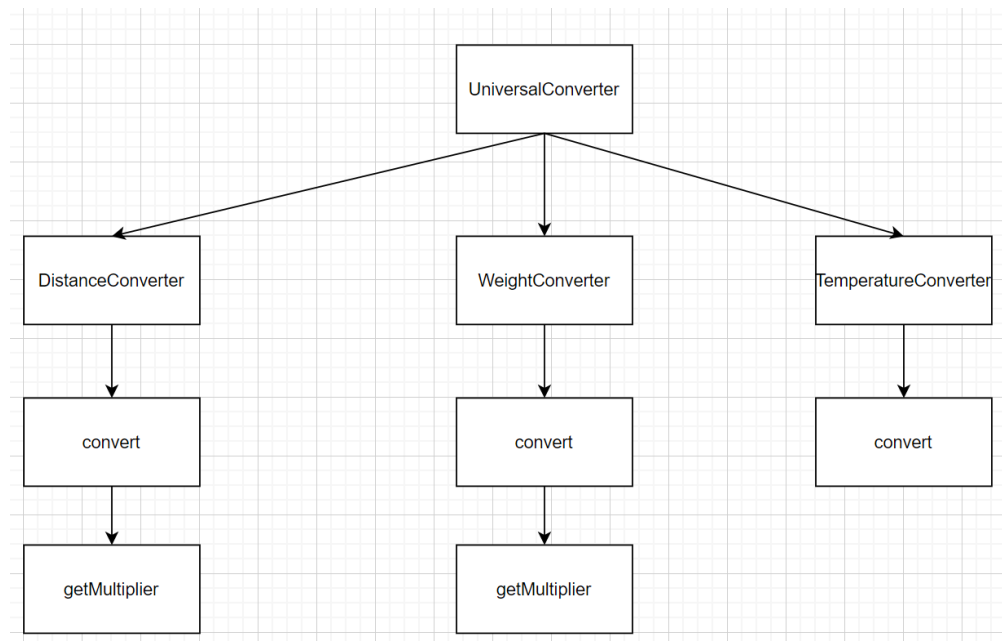 UniversalConverter
DistanceConverter
WeightConverter
TemperatureConverter
convert
convert
convert
getMultiplier
getMultiplier